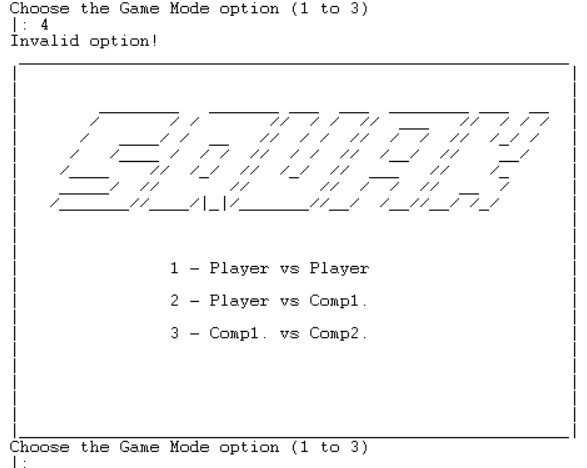 Choose the Game Mode option (1 to 3)
|: 4
Invalid option!
SQUAX
1 - Player vs Player
2 - Player vs Comp1.
3 - Comp1. vs Comp2.
Choose the Game Mode option (1 to 3)
|: